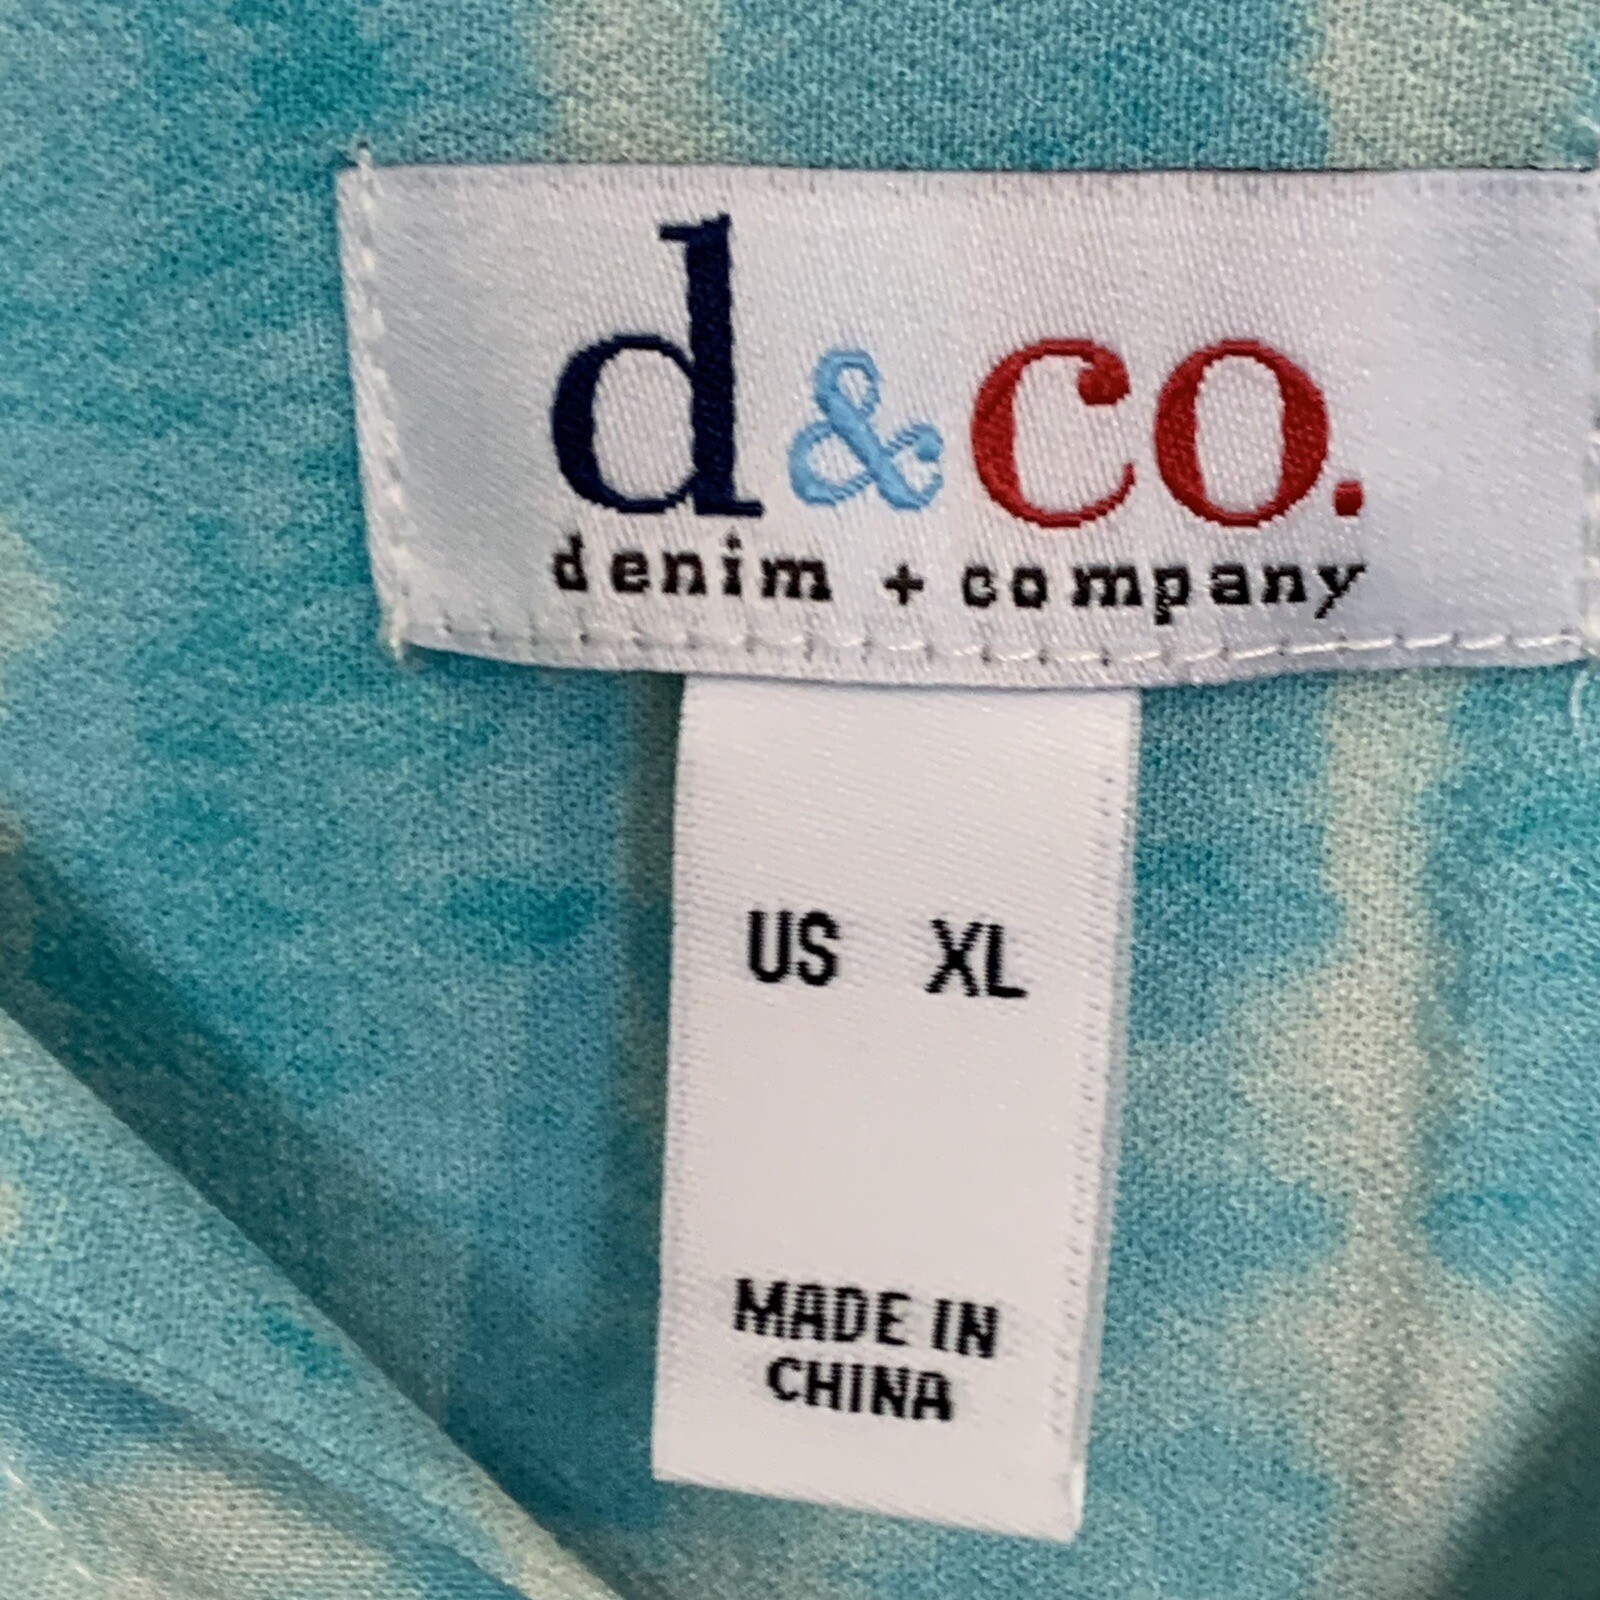 d&co.
denim + company
US XL
MADE IN
CHINA